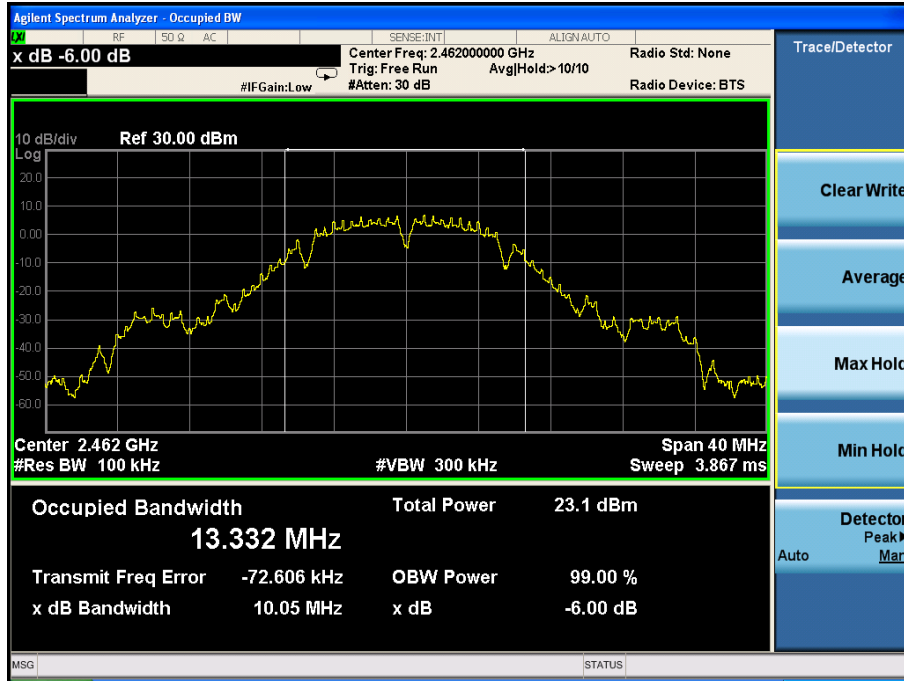 Agilent Spectrum Analyzer - Occupied BW
LXI RF 50 Ω AC SENSE:INT ALIGN AUTO
x dB -6.00 dB Center Freq: 2.462000000 GHz Radio Std: None Trace/Detector
Trig: Free Run Avg|Hold:>10/10
#IFGain:Low #Atten: 30 dB Radio Device: BTS
10 dB/div Ref 30.00 dBm
Log
20.0
10.0
0.00
-10.0
-20.0
-30.0
-40.0
-50.0
-60.0
Clear Write
Average
Max Hold
Min Hold
Center 2.462 GHz Span 40 MHz
#Res BW 100 kHz #VBW 300 kHz Sweep 3.867 ms
Occupied Bandwidth Total Power 23.1 dBm
13.332 MHz
Transmit Freq Error -72.606 kHz OBW Power 99.00 %
x dB Bandwidth 10.05 MHz x dB -6.00 dB
Detector
Peak▶
Auto Man
MSG STATUS